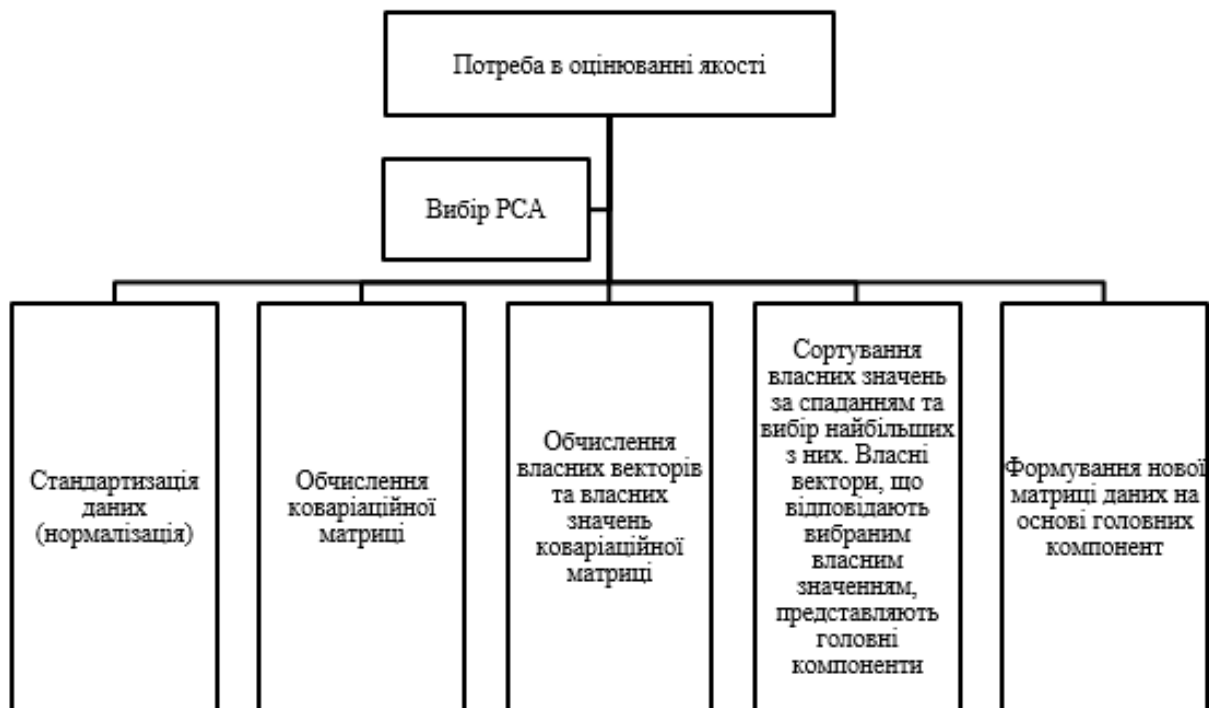 Потреба в оцінюванні якості
Вибір PCA
Стандартизація
даних
(нормалізація)
Обчислення
коваріаційної
матриці
Обчислення
власних векторів
та власних
значень
коваріаційної
матриці
Сортування
власних значень
за спаданням та
вибір найбільших
з них. Власні
вектори, що
відповідають
вибраним
власним
значенням,
представляють
головні
компоненти
Формування нової
матриці даних на
основі головних
компонент